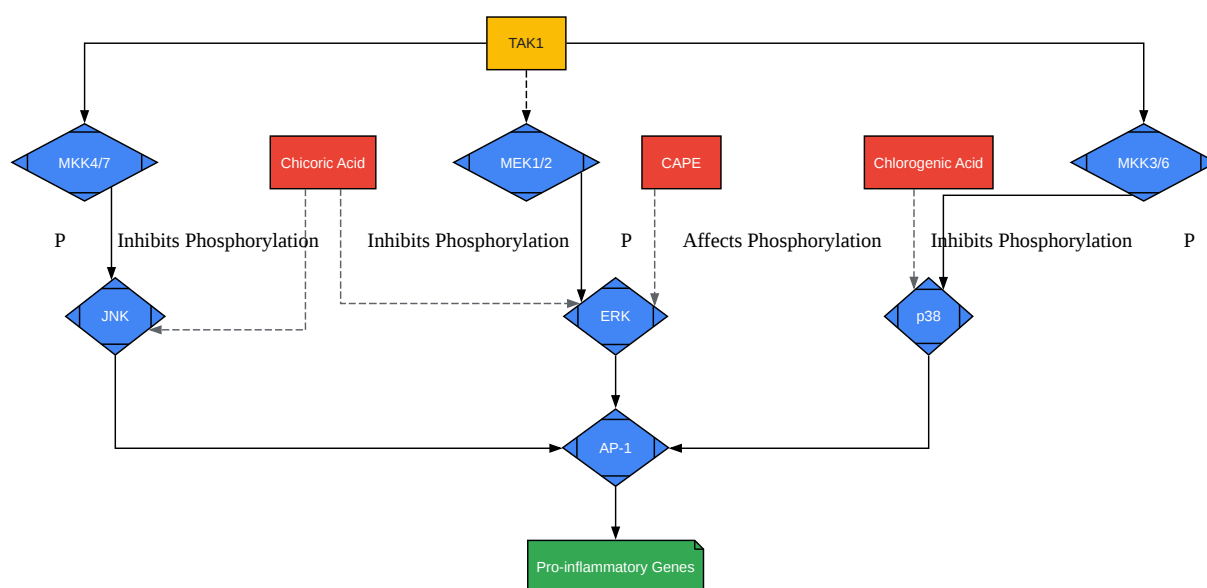 TAK1
MKK4/7
Chicoric Acid
MEK1/2
CAPE
Chlorogenic Acid
MKK3/6
P
Inhibits Phosphorylation
Inhibits Phosphorylation
P
Affects Phosphorylation
Inhibits Phosphorylation
P
JNK
ERK
p38
AP-1
Pro-inflammatory Genes